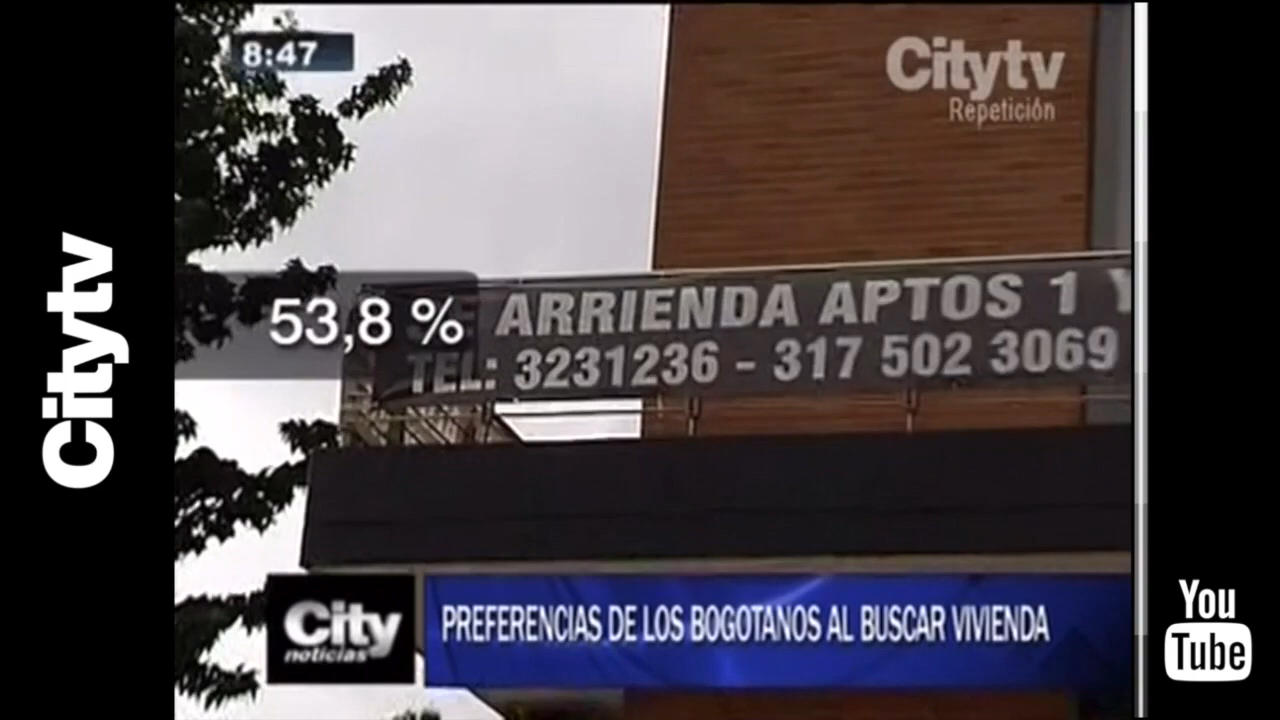 8:47
Citytv
Repetición
Citytv
53,8 %
SE ARRIENDA APTOS 1 Y
TEL: 3231236 - 317 502 3069
City
noticias
PREFERENCIAS DE LOS BOGOTANOS AL BUSCAR VIVIENDA
You
Tube